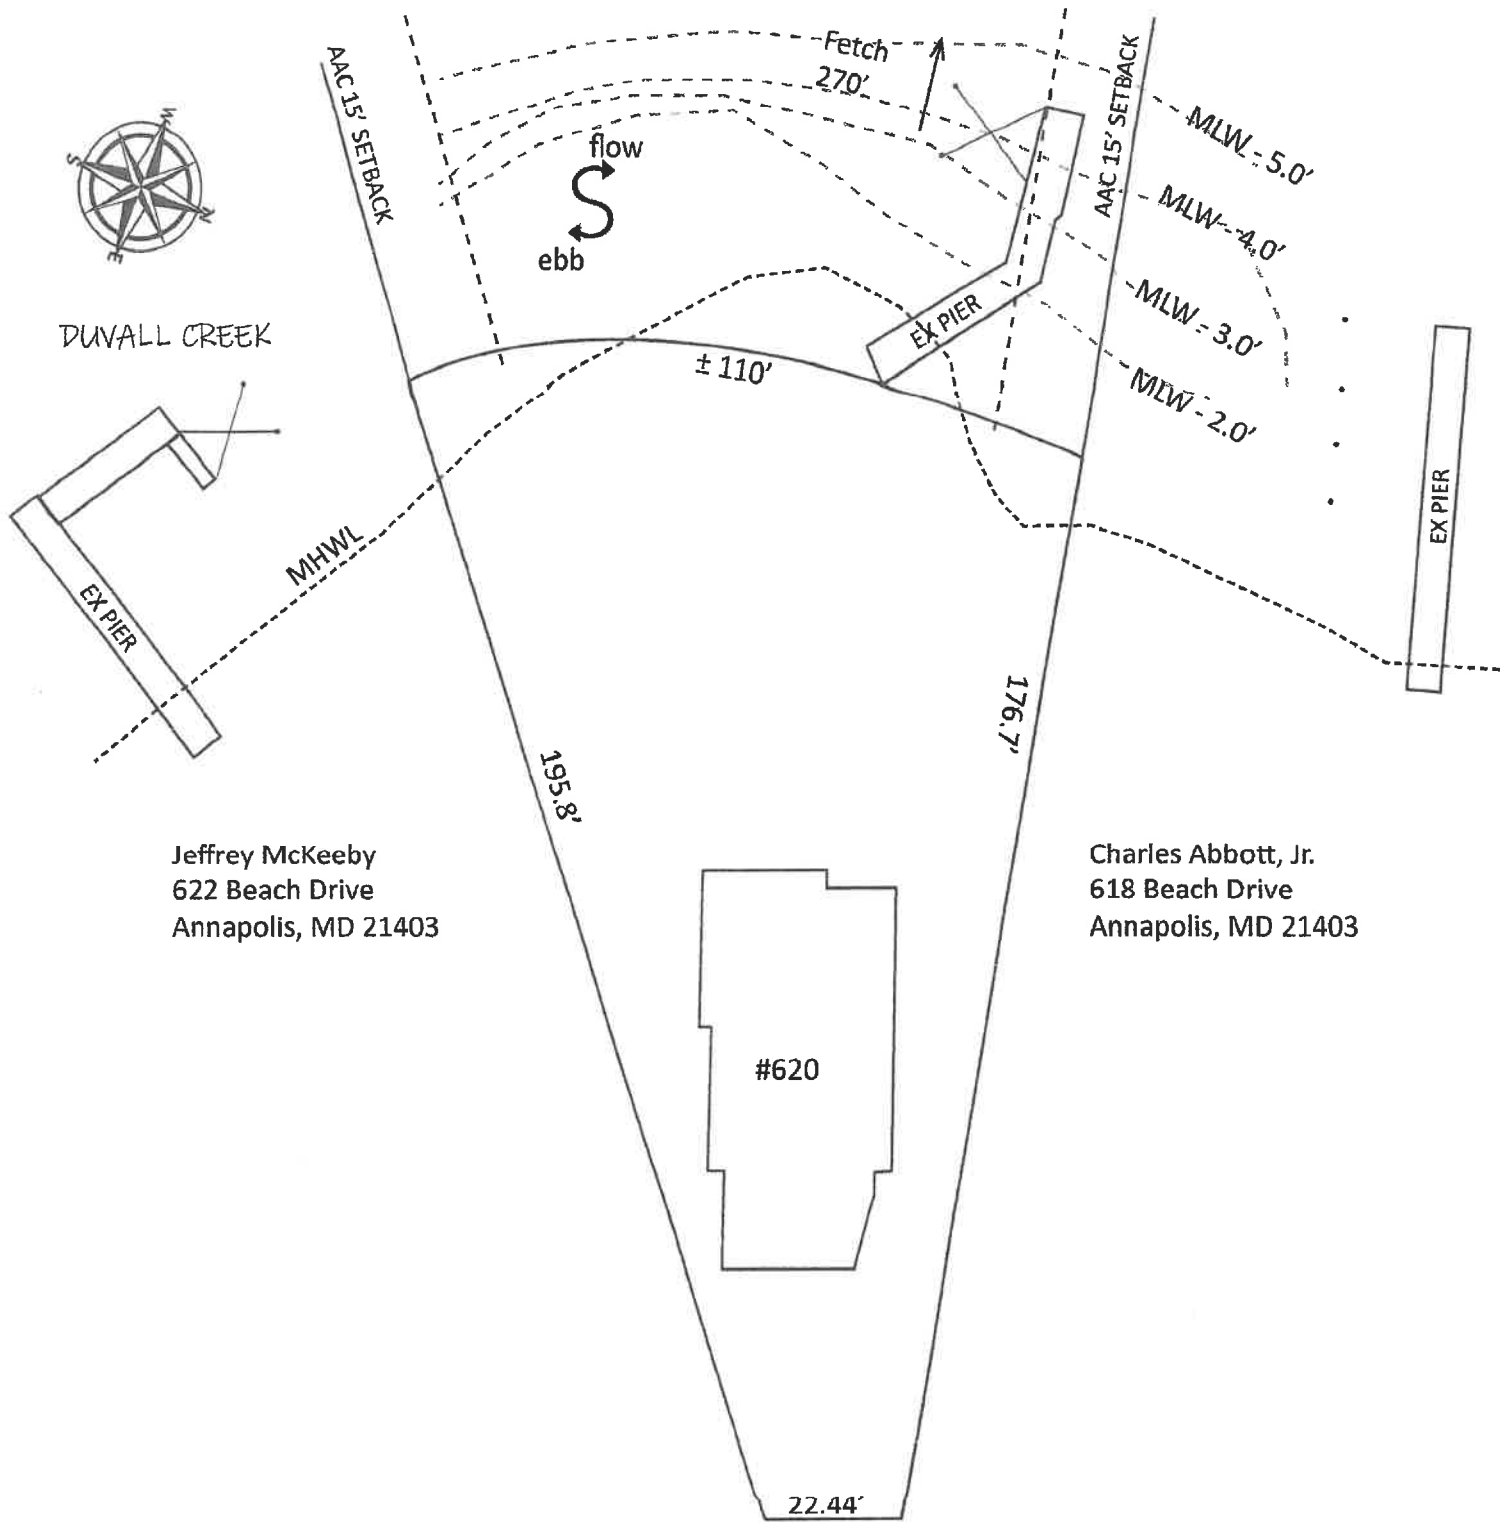 AAC 15' SETBACK
Fetch
270'
AAC 15' SETBACK
W
S
N
E
flow
ebb
MLW - 5.0'
MLW - 4.0'
MLW - 3.0'
MLW - 2.0'
DUVALL CREEK
EX PIER
± 110'
EX PIER
MHWL
EX PIER
195.8'
176.7'
Jeffrey McKeeby
622 Beach Drive
Annapolis, MD 21403
Charles Abbott, Jr.
618 Beach Drive
Annapolis, MD 21403
#620
22.44'